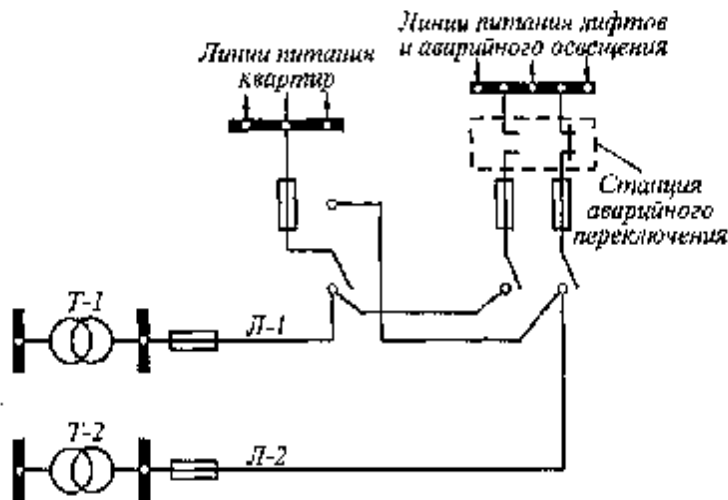 Линии питания
квартир
Линии питания лифтов
и аварийного освещения
Станция
аварийного
переключения
Т-1
Л-1
Т-2
Л-2